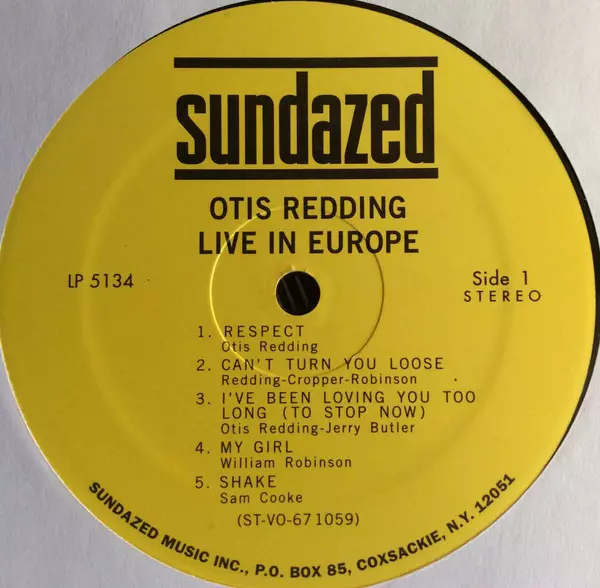 sundazed
OTIS REDDING
LIVE IN EUROPE
LP 5134
Side 1
STEREO
1. RESPECT
Otis Redding
2. CAN'T TURN YOU LOOSE
Redding-Cropper-Robinson
3. I'VE BEEN LOVING YOU TOO
LONG (TO STOP NOW)
Otis Redding-Jerry Butler
4. MY GIRL
William Robinson
5. SHAKE
Sam Cooke
(ST-VO-671059)
SUNDAZED MUSIC INC., P.O. BOX 85, COXSACKIE, N.Y. 12051